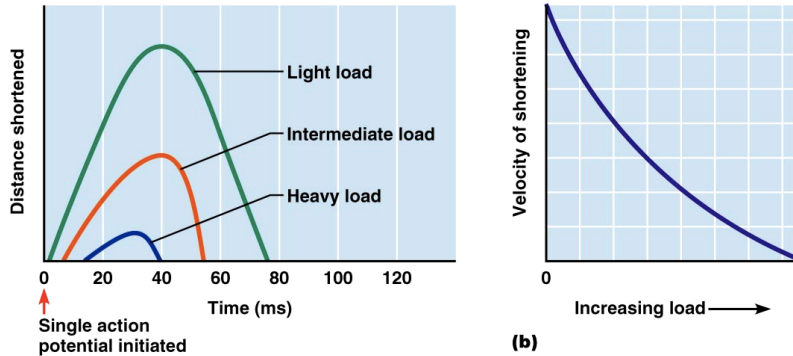 Distance shortened
Light load
Intermediate load
Heavy load
0 20 40 60 80 100 120
Time (ms)
Single action
potential initiated
Velocity of shortening
0
Increasing load
(b)